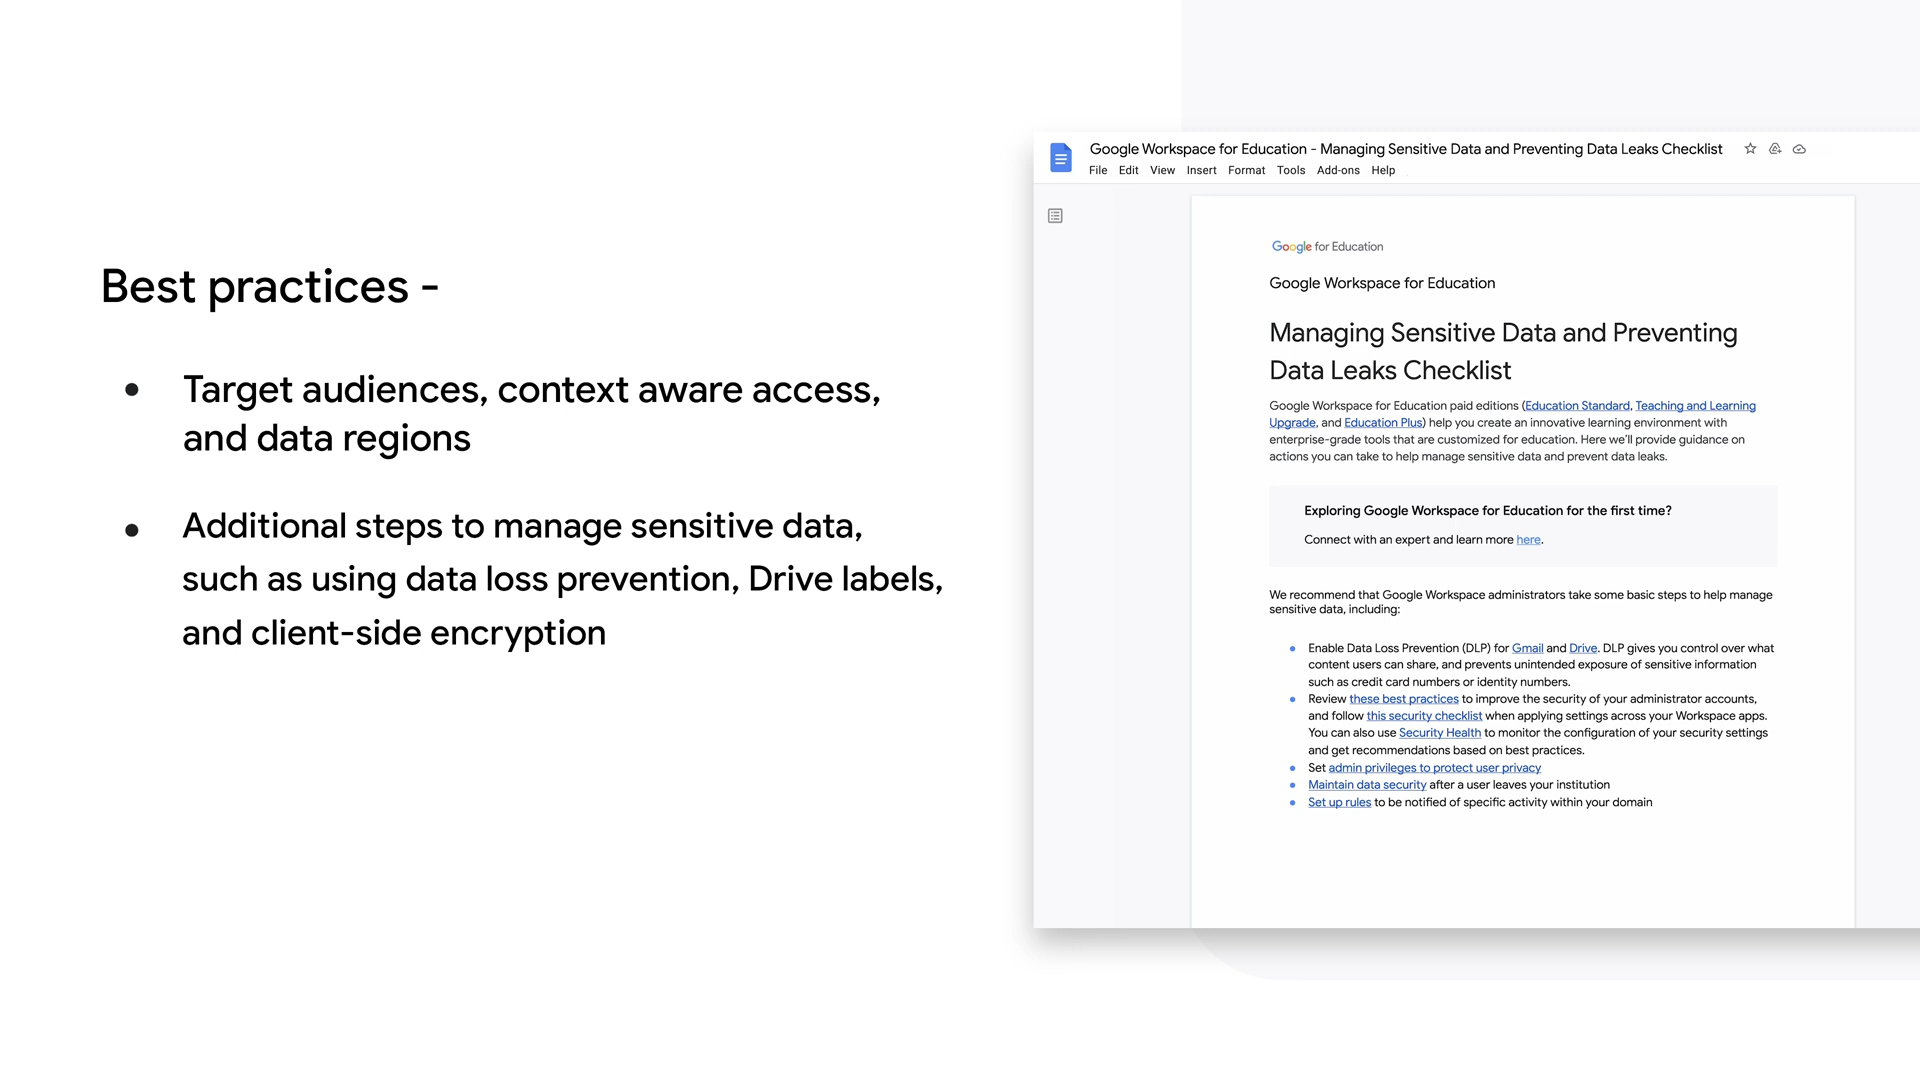 Best practices -
● Target audiences, context aware access,
and data regions
● Additional steps to manage sensitive data,
such as using data loss prevention, Drive labels,
and client-side encryption
Google Workspace for Education - Managing Sensitive Data and Preventing Data Leaks Checklist
File Edit View Insert Format Tools Add-ons Help
Google for Education
Google Workspace for Education
Managing Sensitive Data and Preventing
Data Leaks Checklist
Google Workspace for Education paid editions (Education Standard, Teaching and Learning
Upgrade, and Education Plus) help you create an innovative learning environment with
enterprise-grade tools that are customized for education. Here we'll provide guidance on
actions you can take to help manage sensitive data and prevent data leaks.
Exploring Google Workspace for Education for the first time?
Connect with an expert and learn more here.
We recommend that Google Workspace administrators take some basic steps to help manage
sensitive data, including:
● Enable Data Loss Prevention (DLP) for Gmail and Drive. DLP gives you control over what
content users can share, and prevents unintended exposure of sensitive information
such as credit card numbers or identity numbers.
● Review these best practices to improve the security of your administrator accounts,
and follow this security checklist when applying settings across your Workspace apps.
You can also use Security Health to monitor the configuration of your security settings
and get recommendations based on best practices.
● Set admin privileges to protect user privacy
● Maintain data security after a user leaves your institution
● Set up rules to be notified of specific activity within your domain